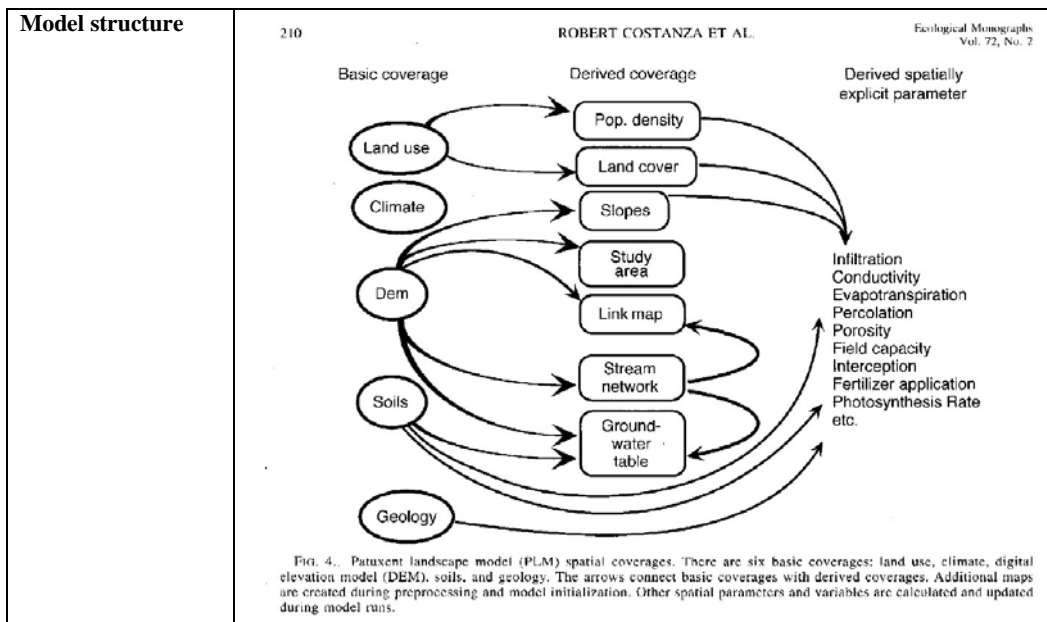 Model structure
210 ROBERT COSTANZA ET AL. Ecological Monographs
Vol. 72, No. 2
Basic coverage Derived coverage Derived spatially
explicit parameter
Land use
Climate
Dem
Soils
Geology
Pop. density
Land cover
Slopes
Study
area
Link map
Stream
network
Ground-
water
table
Infiltration
Conductivity
Evapotranspiration
Percolation
Porosity
Field capacity
Interception
Fertilizer application
Photosynthesis Rate
etc.
FIG. 4.. Patuxent landscape model (PLM) spatial coverages. There are six basic coverages: land use, climate, digital
elevation model (DEM), soils, and geology. The arrows connect basic coverages with derived coverages. Additional maps
are created during preprocessing and model initialization. Other spatial parameters and variables are calculated and updated
during model runs.